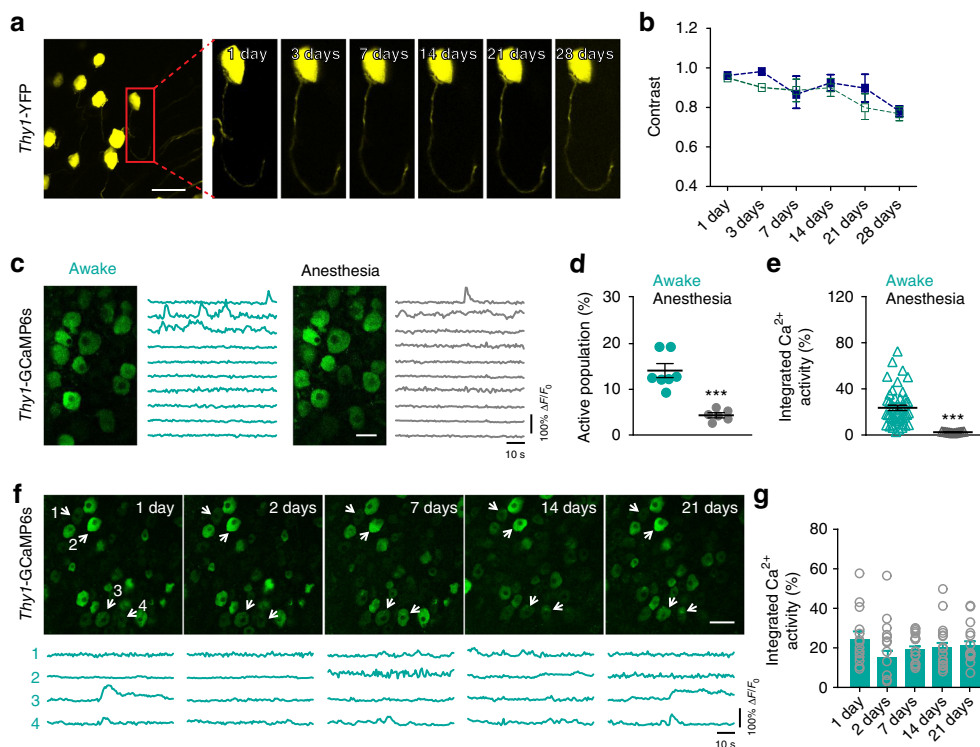 a
Thy1-YFP
1 day
3 days
7 days
14 days
21 days
28 days
b
Contrast
1.2
1.0
0.8
0.6
0.4
1 day
3 days
7 days
14 days
21 days
28 days
c
Thy1-GCaMP6s
Awake
Anesthesia
100% ΔF/F₀
10 s
d
Awake
Anesthesia
Active population (%)
30
20
10
0
***
e
Awake
Anesthesia
Integrated Ca²⁺
activity (%)
120
80
40
0
***
f
Thy1-GCaMP6s
1 day
2 days
7 days
14 days
21 days
1
2
3
4
1
2
3
4
100% ΔF/F₀
10 s
g
Integrated Ca²⁺
activity (%)
80
60
40
20
0
1 day
2 days
7 days
14 days
21 days